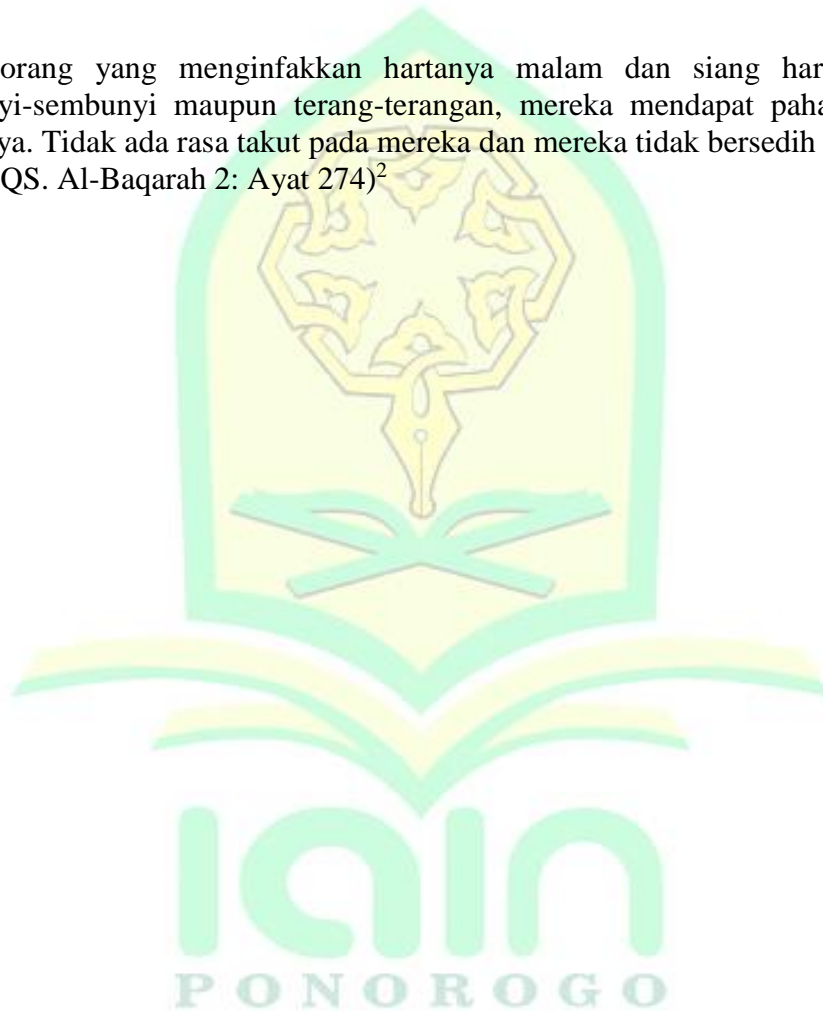 orang yang menginfakkan hartanya malam dan siang har
yi-sembunyi maupun terang-terangan, mereka mendapat paha
ya. Tidak ada rasa takut pada mereka dan mereka tidak bersedih
QS. Al-Baqarah 2: Ayat 274)²
iain
PONOROGO